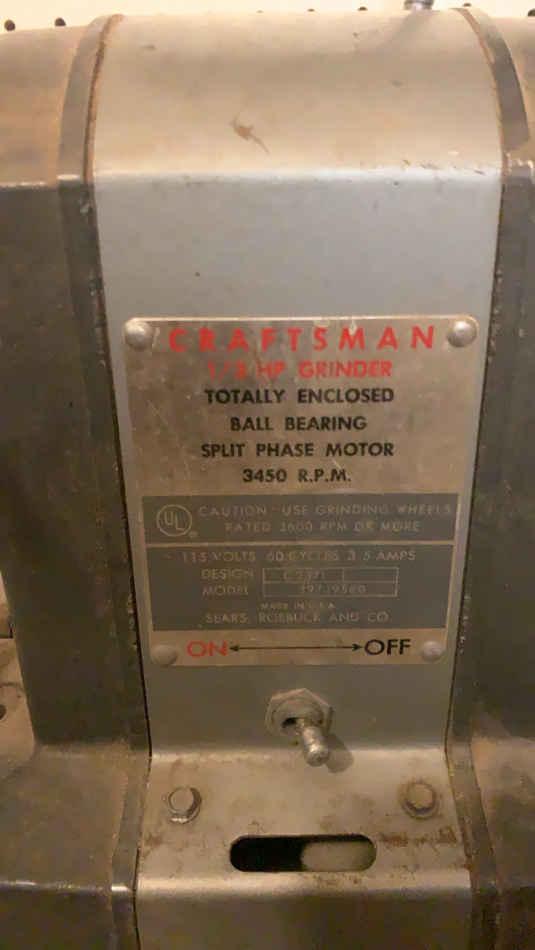 CRAFTSMAN
1/3 HP GRINDER
TOTALLY ENCLOSED
BALL BEARING
SPLIT PHASE MOTOR
3450 R.P.M.
UL ® CAUTION - USE GRINDING WHEELS
RATED 3600 RPM OR MORE
115 VOLTS 60 CYCLES 3.5 AMPS
DESIGN
MODEL
MADE IN U.S.A.
SEARS, ROEBUCK AND CO.
ON OFF